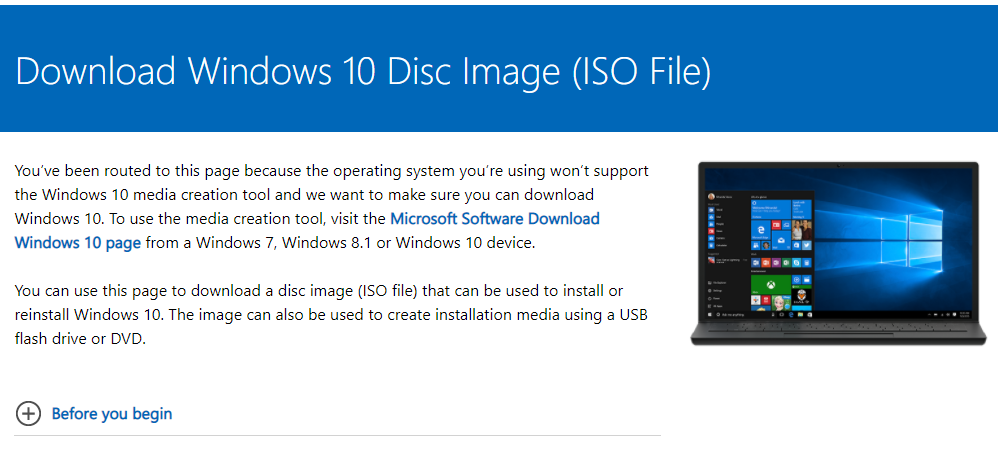 Download Windows 10 Disc Image (ISO File)
You've been routed to this page because the operating system you're using won't support
the Windows 10 media creation tool and we want to make sure you can download
Windows 10. To use the media creation tool, visit the Microsoft Software Download
Windows 10 page from a Windows 7, Windows 8.1 or Windows 10 device.
You can use this page to download a disc image (ISO file) that can be used to install or
reinstall Windows 10. The image can also be used to create installation media using a USB
flash drive or DVD.
Before you begin